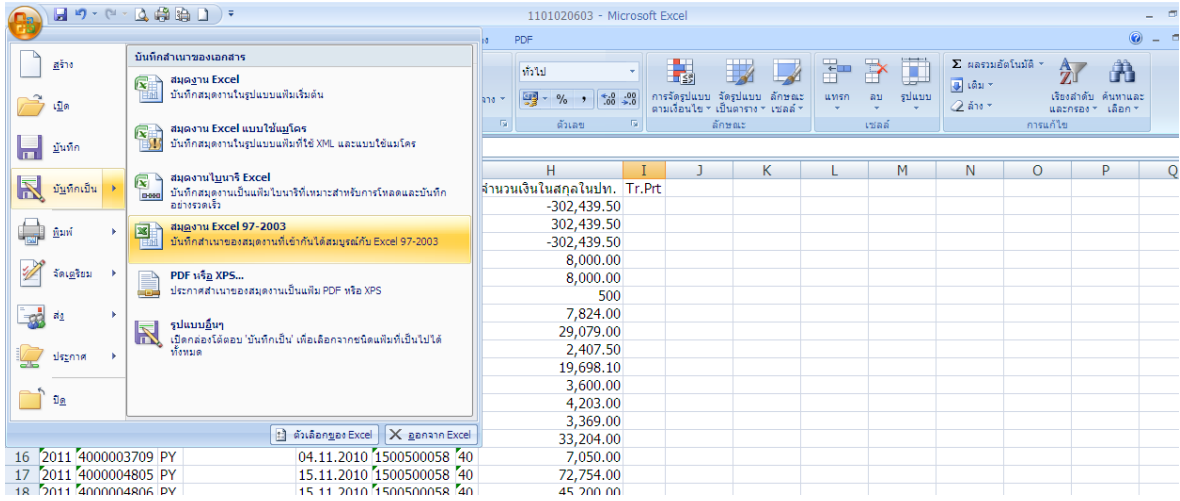 1101020603 - Microsoft Excel
PDF
สร้าง
เปิด
บันทึก
บันทึกเป็น
พิมพ์
จัดเตรียม
ส่ง
ประกาศ
ปิด
บันทึกสำเนาของเอกสาร
สมุดงาน Excel
บันทึกสมุดงานในรูปแบบแฟ้มเริ่มต้น
สมุดงาน Excel แบบใช้แมโคร
บันทึกสมุดงานในรูปแบบแฟ้มที่ใช้ XML และแบบใช้แมโคร
สมุดงานไบนารี Excel
บันทึกสมุดงานเป็นแฟ้มไบนารีที่เหมาะสำหรับการโหลดและบันทึก
อย่างรวดเร็ว
สมุดงาน Excel 97-2003
บันทึกสำเนาของสมุดงานที่เข้ากันได้สมบูรณ์กับ Excel 97-2003
PDF หรือ XPS...
ประกาศสำเนาของสมุดงานเป็นแฟ้ม PDF หรือ XPS
รูปแบบอื่นๆ
เปิดกล่องโต้ตอบ 'บันทึกเป็น' เพื่อเลือกจากชนิดแฟ้มที่เป็นไปได้
ทั้งหมด
ตัวเลือกของ Excel
ออกจาก Excel
ทั่วไป
% , .00 .00
ตัวเลข
การจัดรูปแบบ ตามเงื่อนไข
จัดรูปแบบ เป็นตาราง
ลักษณะ เซลล์
ลักษณะ
แทรก ลบ รูปแบบ
เซลล์
Σ ผลรวมอัตโนมัติ
เติม
ล้าง
เรียงลำดับ และกรอง
ค้นหาและ เลือก
การแก้ไข
H I J K L M N O P Q
จำนวนเงินในสกุลในปท. Tr.Prt
-302,439.50
302,439.50
-302,439.50
8,000.00
8,000.00
500
7,824.00
29,079.00
2,407.50
19,698.10
3,600.00
4,203.00
3,369.00
33,204.00
16 2011 4000003709 PY 04.11.2010 1500500058 40 7,050.00
17 2011 4000004805 PY 15.11.2010 1500500058 40 72,754.00
18 2011 4000004806 PY 15.11.2010 1500500058 40 45,200.00